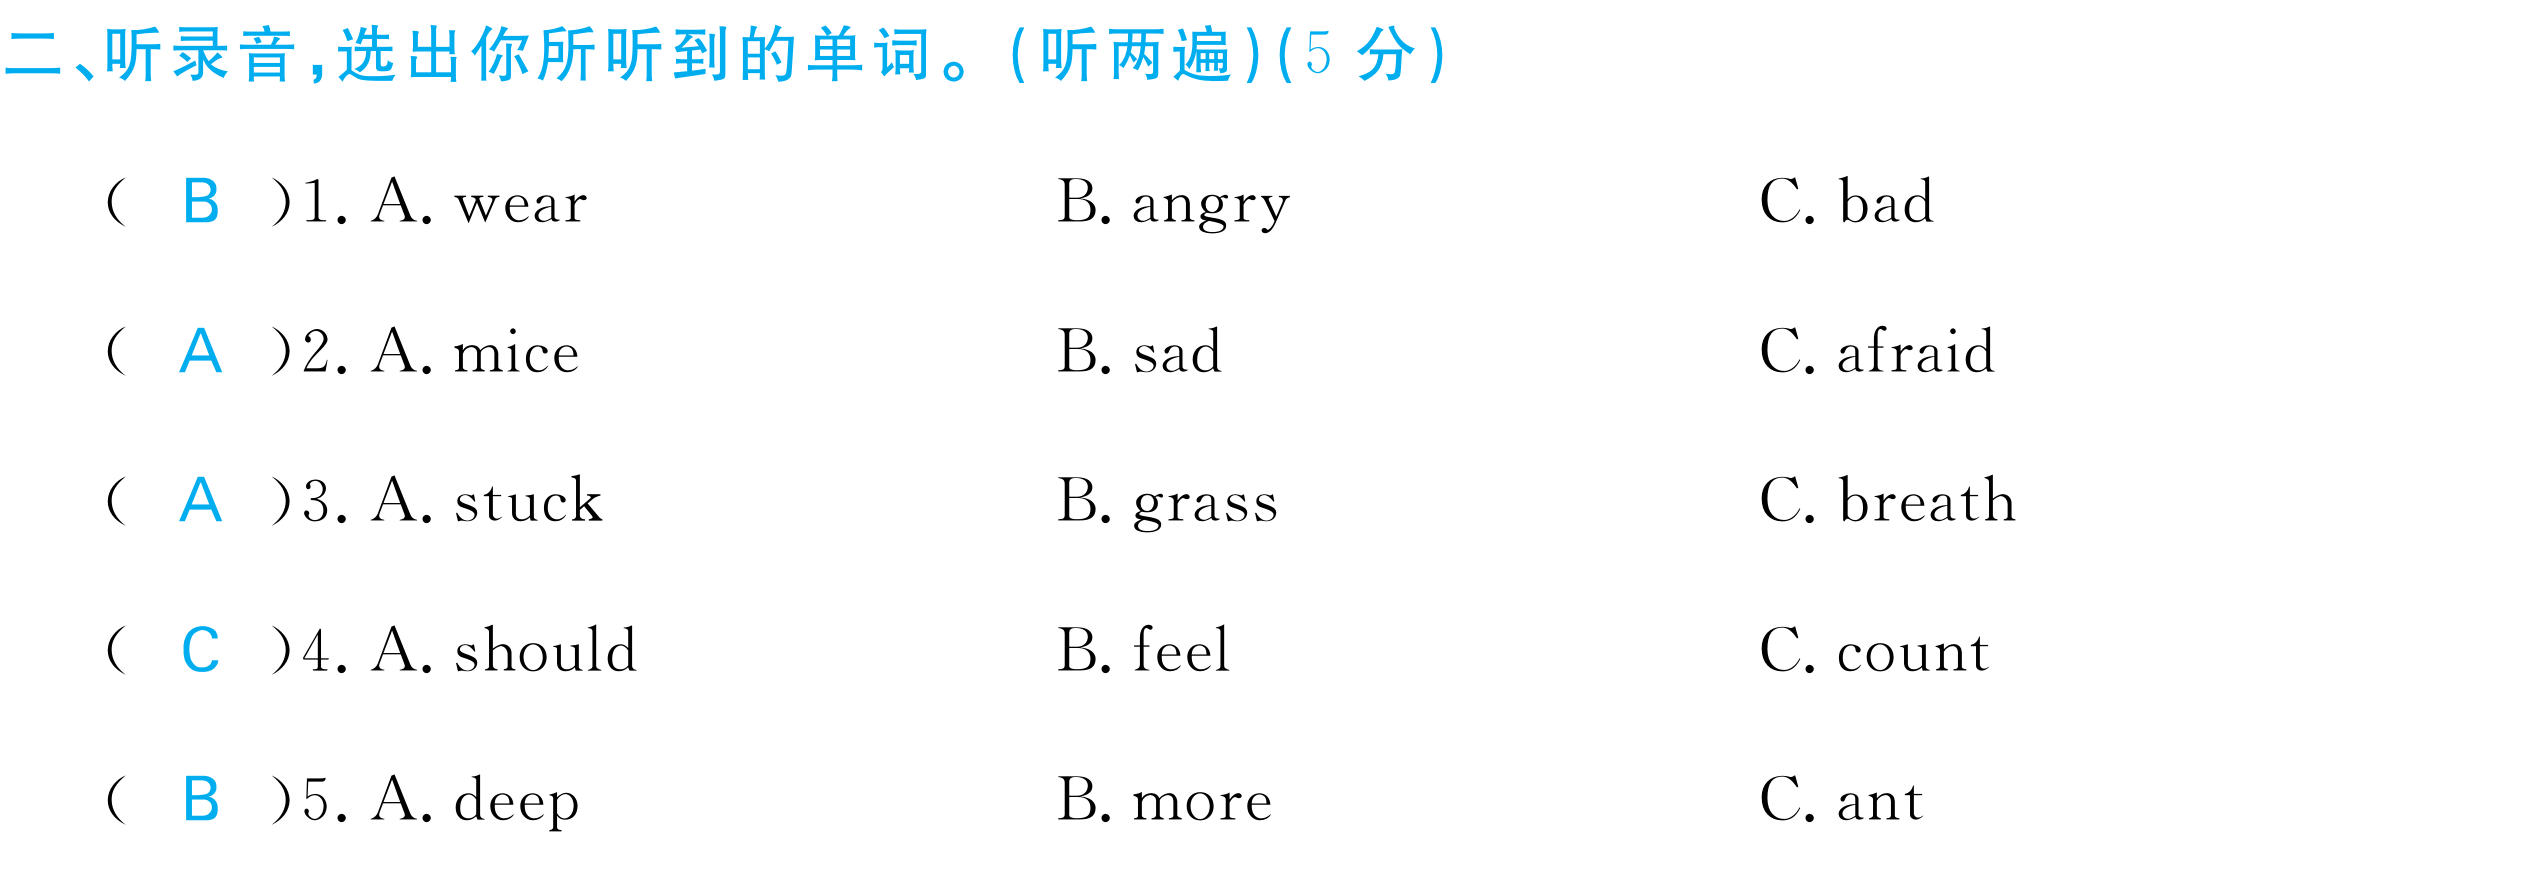 二、听录音,选出你所听到的单词。(听两遍)(5 分)
( B )1. A. wear B. angry C. bad
( A )2. A. mice B. sad C. afraid
( A )3. A. stuck B. grass C. breath
( C )4. A. should B. feel C. count
( B )5. A. deep B. more C. ant